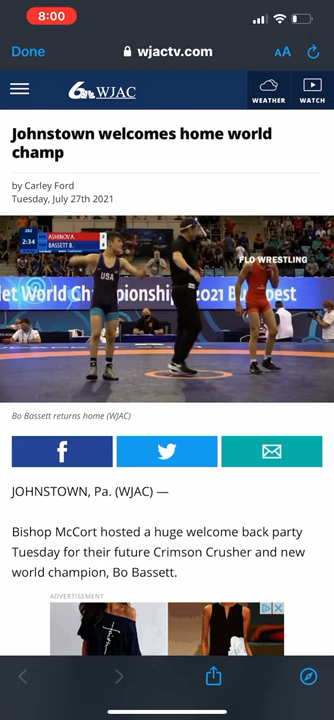 8:00
Done
wjactv.com
AA
6 WJAC
WEATHER
WATCH
Johnstown welcomes home world
champ
by Carley Ford
Tuesday, July 27th 2021
2:34
ASHINOV A.
BASSETT B.
FLO WRESTLING
USA
det World Championship 2021 Budapest
Bo Bassett returns home (WJAC)
JOHNSTOWN, Pa. (WJAC) —
Bishop McCort hosted a huge welcome back party
Tuesday for their future Crimson Crusher and new
world champion, Bo Bassett.
ADVERTISEMENT